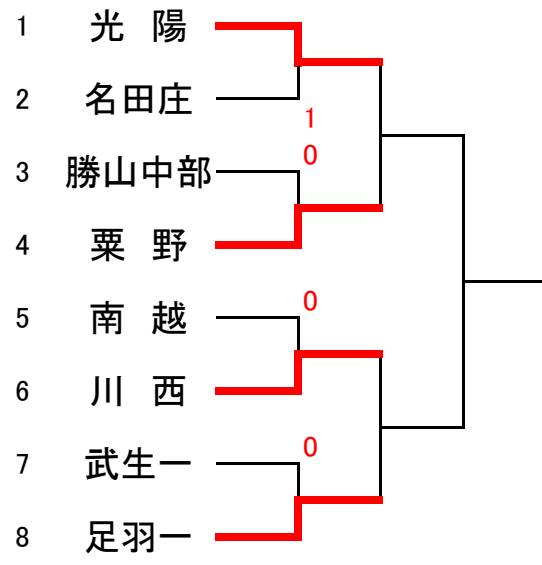 1 光 陽
2 名田庄
1
0
3 勝山中部
4 粟 野
0
5 南 越
6 川 西
0
7 武生一
8 足羽一